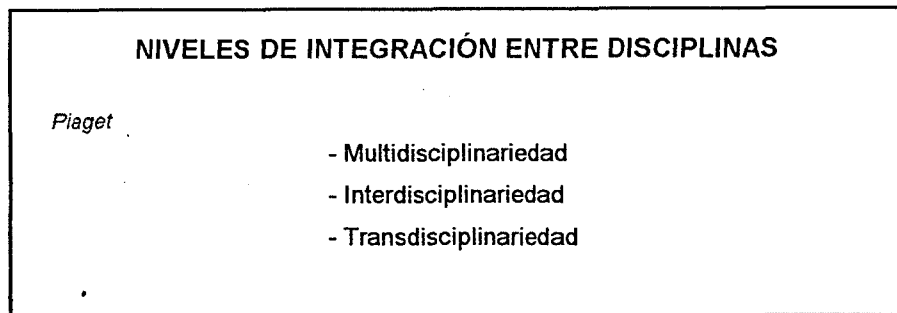 NIVELES DE INTEGRACIÓN ENTRE DISCIPLINAS
Piaget
- Multidisciplinariedad
- Interdisciplinariedad
- Transdisciplinariedad